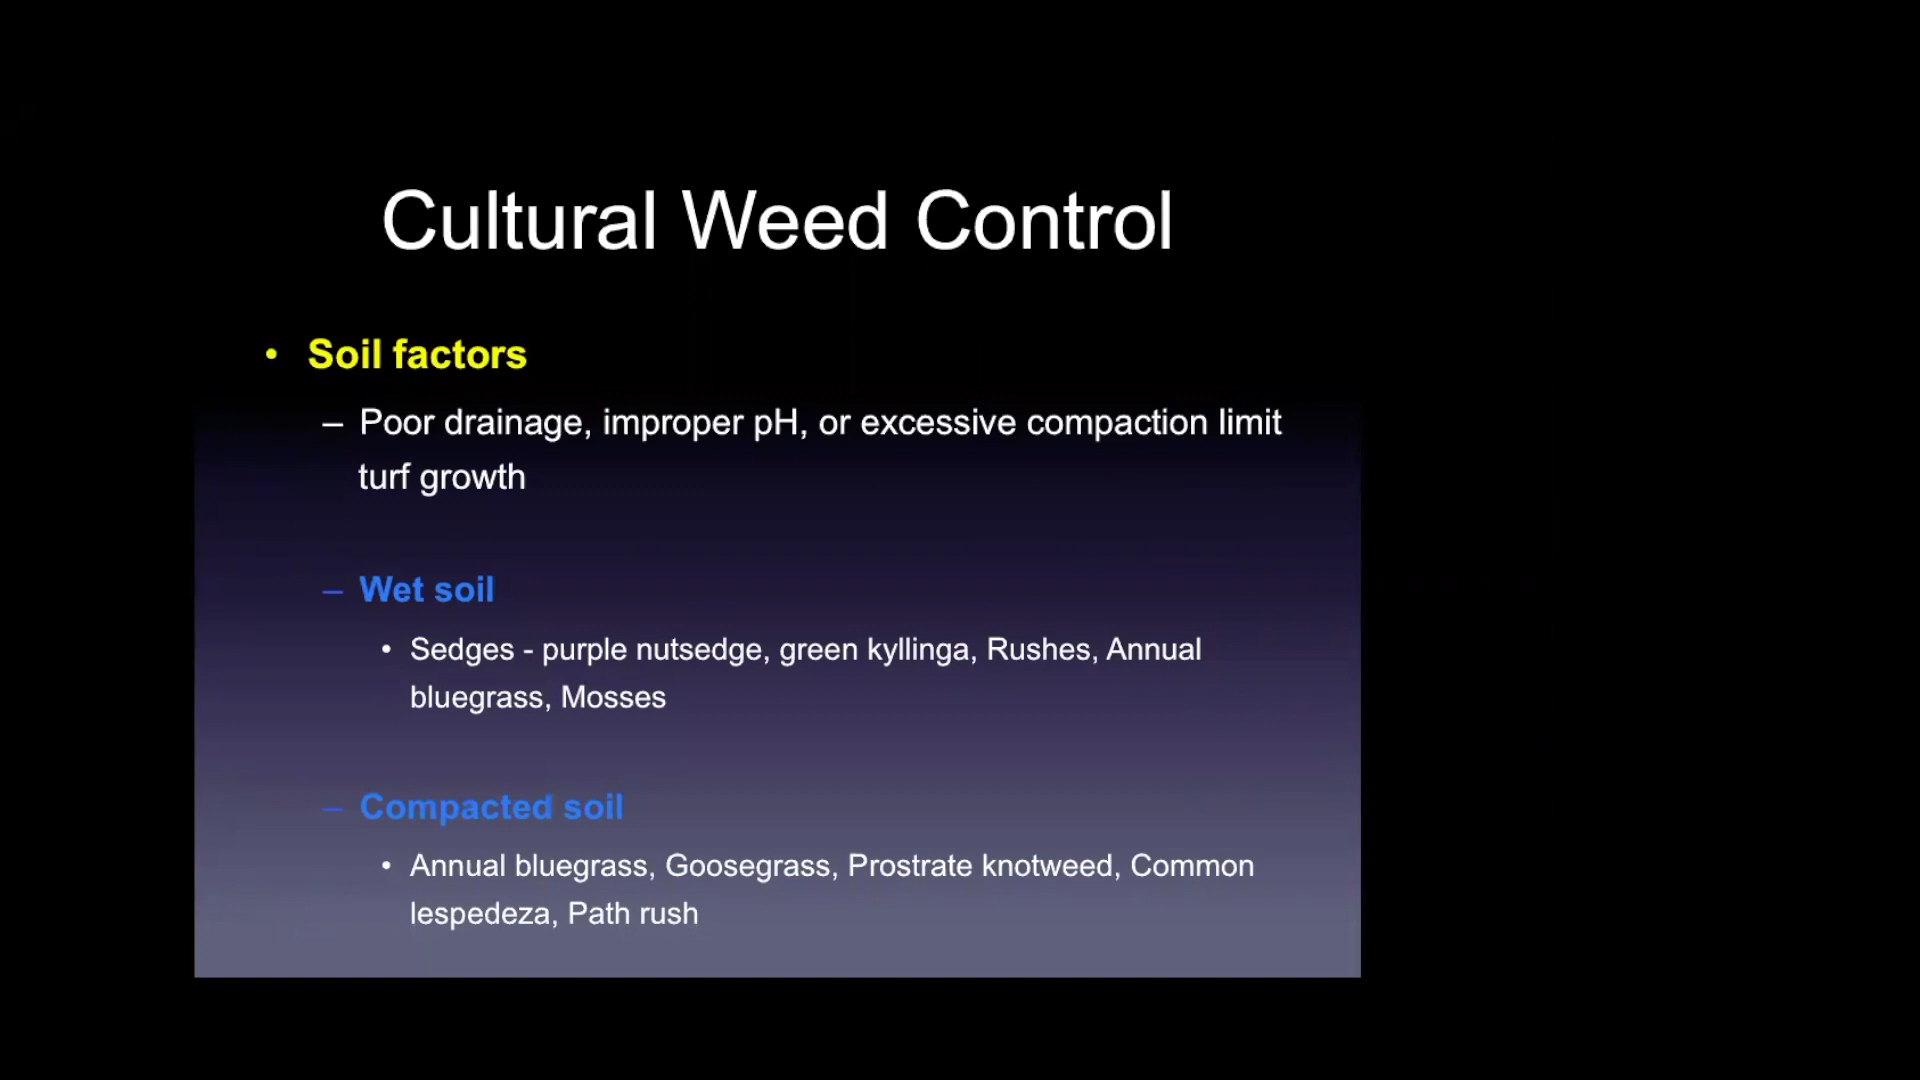 Cultural Weed Control
• Soil factors
– Poor drainage, improper pH, or excessive compaction limit
turf growth
– Wet soil
• Sedges - purple nutsedge, green kyllinga, Rushes, Annual
bluegrass, Mosses
– Compacted soil
• Annual bluegrass, Goosegrass, Prostrate knotweed, Common
lespedeza, Path rush